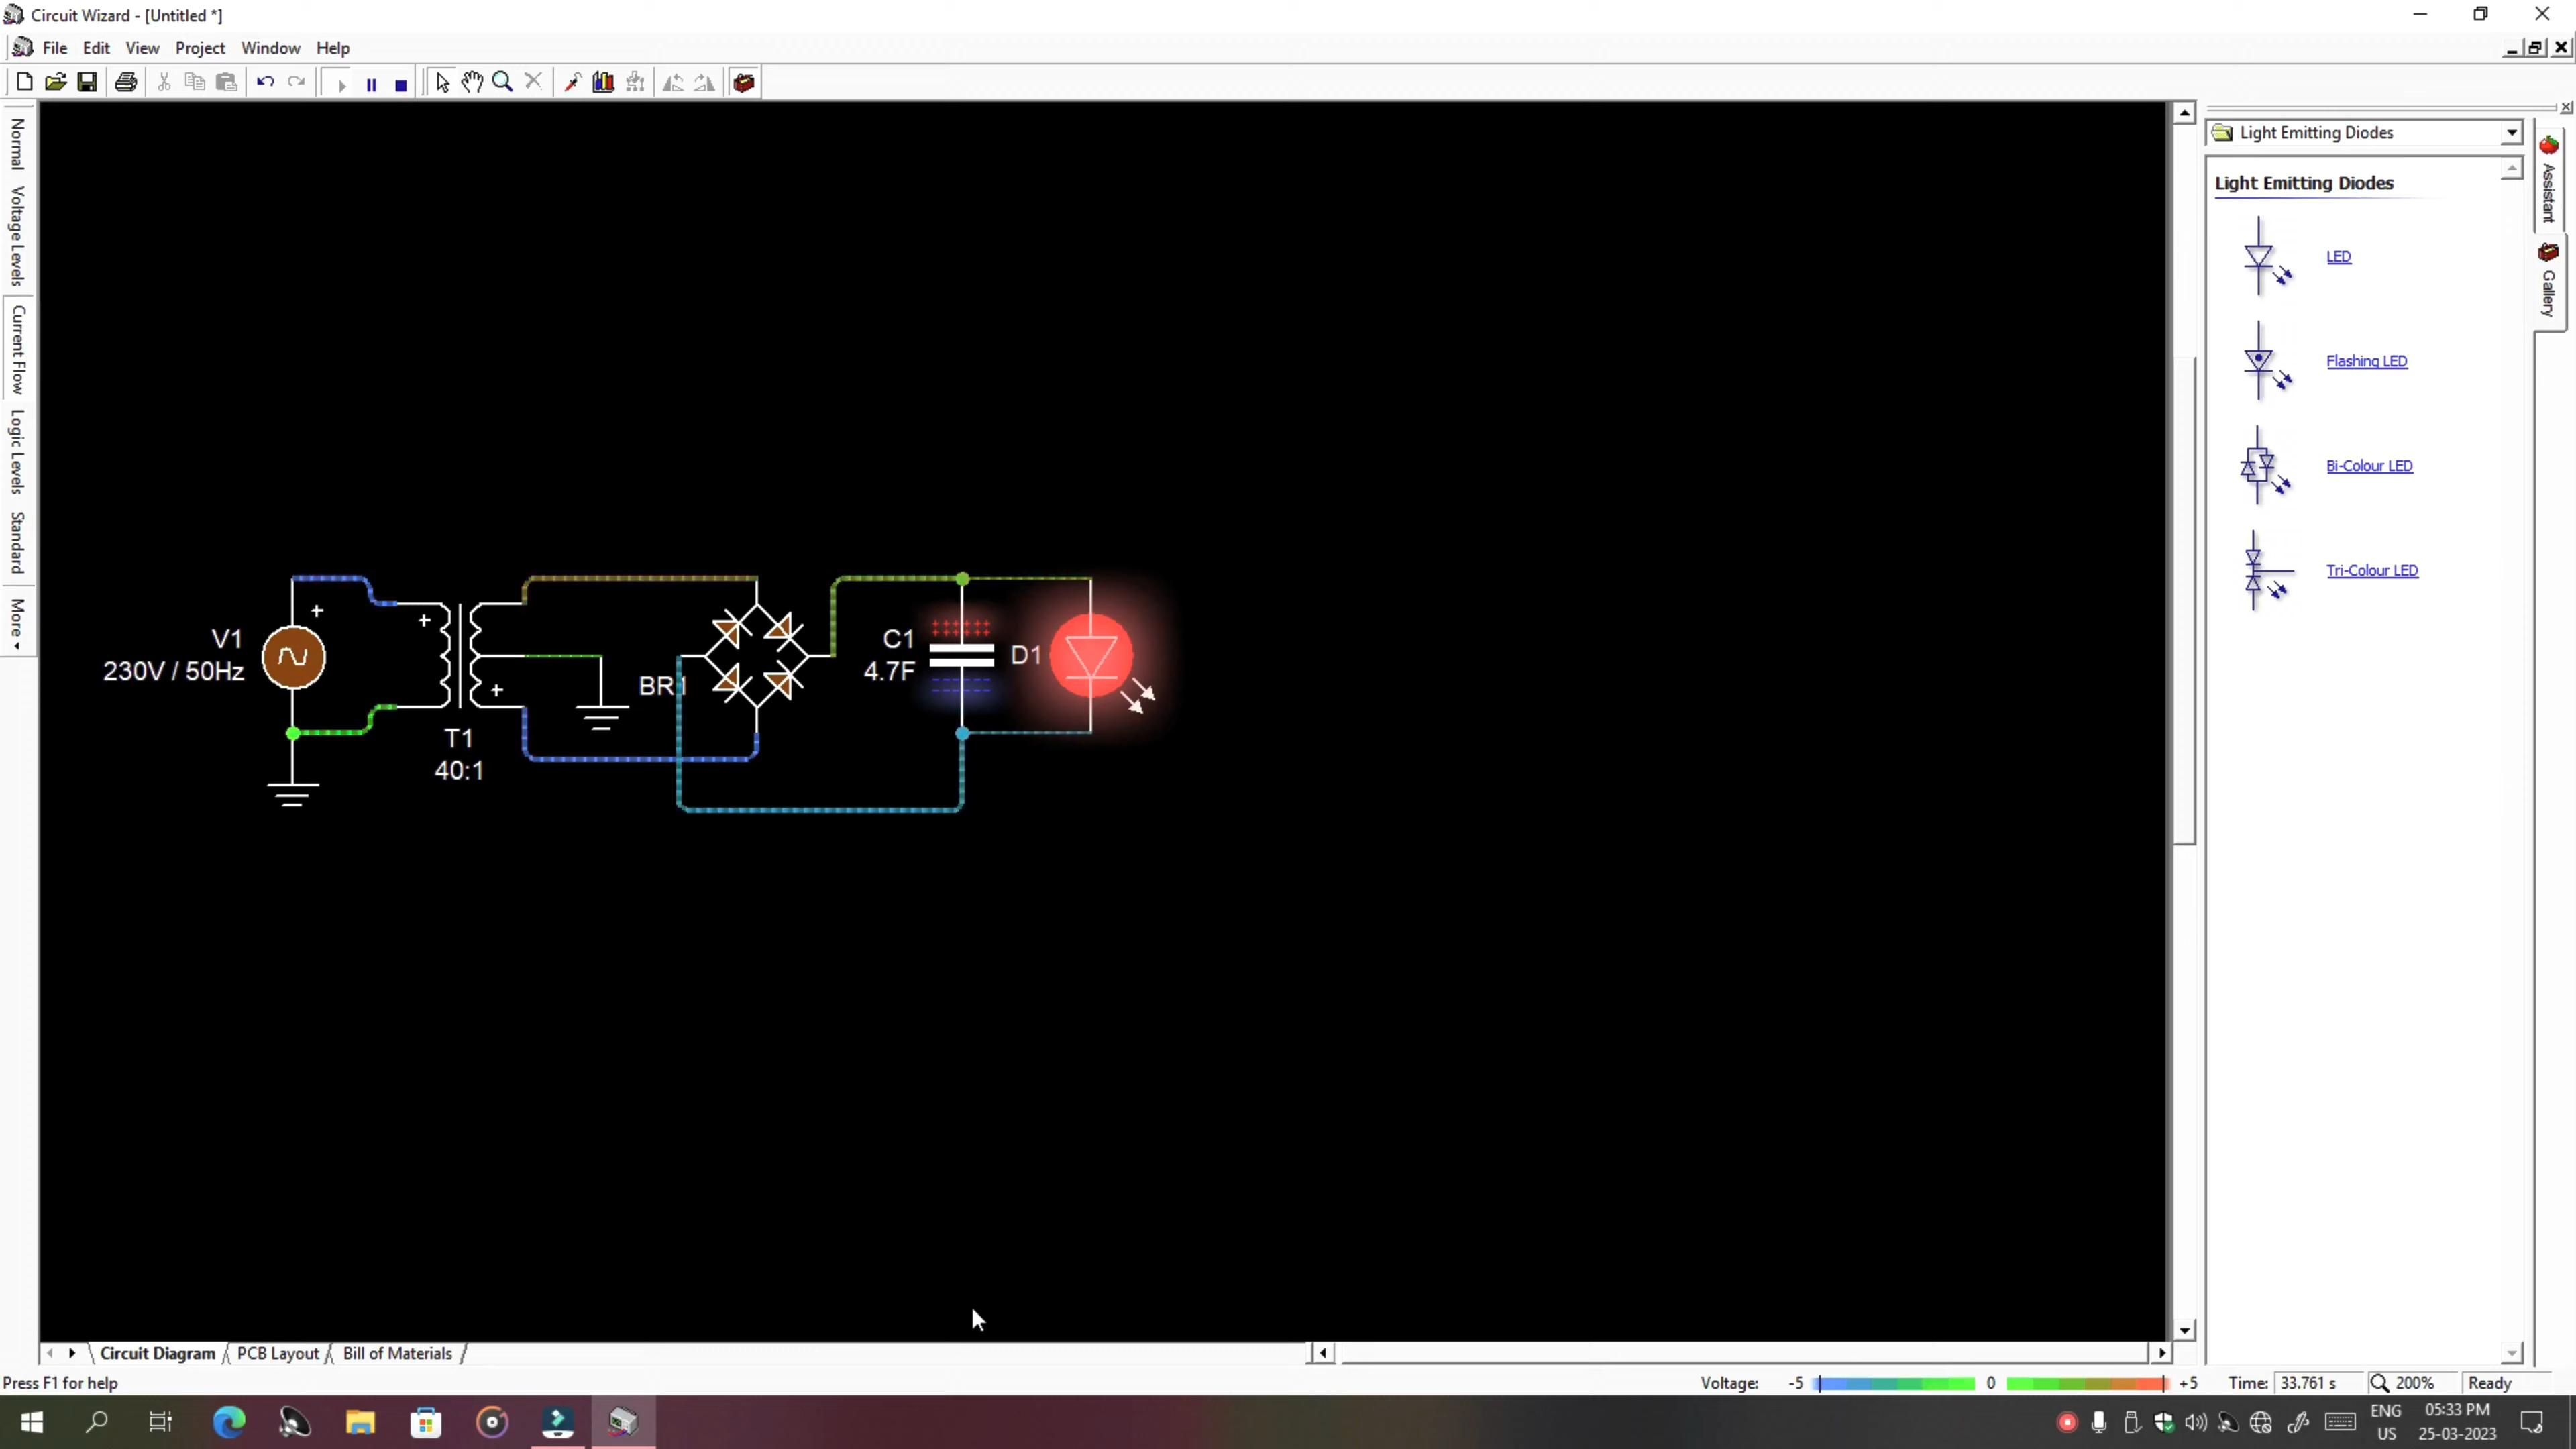 Circuit Wizard - [Untitled *]
File Edit View Project Window Help
Normal
Voltage Levels
Current Flow
Logic Levels
Standard
More
V1
230V / 50Hz
+
+
+
T1
40:1
BR1
C1
4.7F
D1
Light Emitting Diodes
Light Emitting Diodes
LED
Flashing LED
Bi-Colour LED
Tri-Colour LED
Assistant
Gallery
Circuit Diagram PCB Layout Bill of Materials
Press F1 for help
Voltage: -5 0 +5 Time: 33.761 s 200% Ready
ENG
US
05:33 PM
25-03-2023